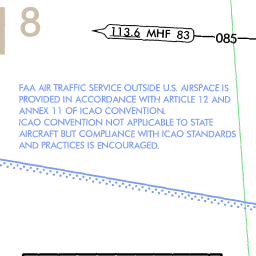 8
113.6 MHF 83
085
FAA AIR TRAFFIC SERVICE OUTSIDE U.S. AIRSPACE IS
PROVIDED IN ACCORDANCE WITH ARTICLE 12 AND
ANNEX 11 OF ICAO CONVENTION.
ICAO CONVENTION NOT APPLICABLE TO STATE
AIRCRAFT BUT COMPLIANCE WITH ICAO STANDARDS
AND PRACTICES IS ENCOURAGED.